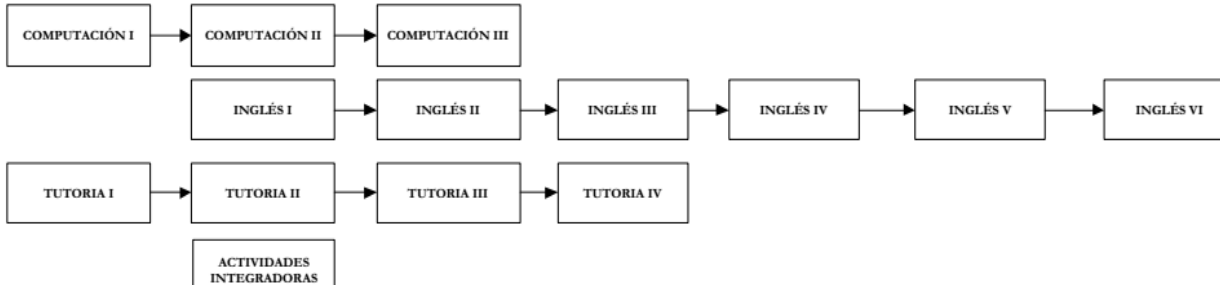 COMPUTACIÓN I
COMPUTACIÓN II
COMPUTACIÓN III
INGLÉS I
INGLÉS II
INGLÉS III
INGLÉS IV
INGLÉS V
INGLÉS VI
TUTORIA I
TUTORIA II
TUTORIA III
TUTORIA IV
ACTIVIDADES
INTEGRADORAS